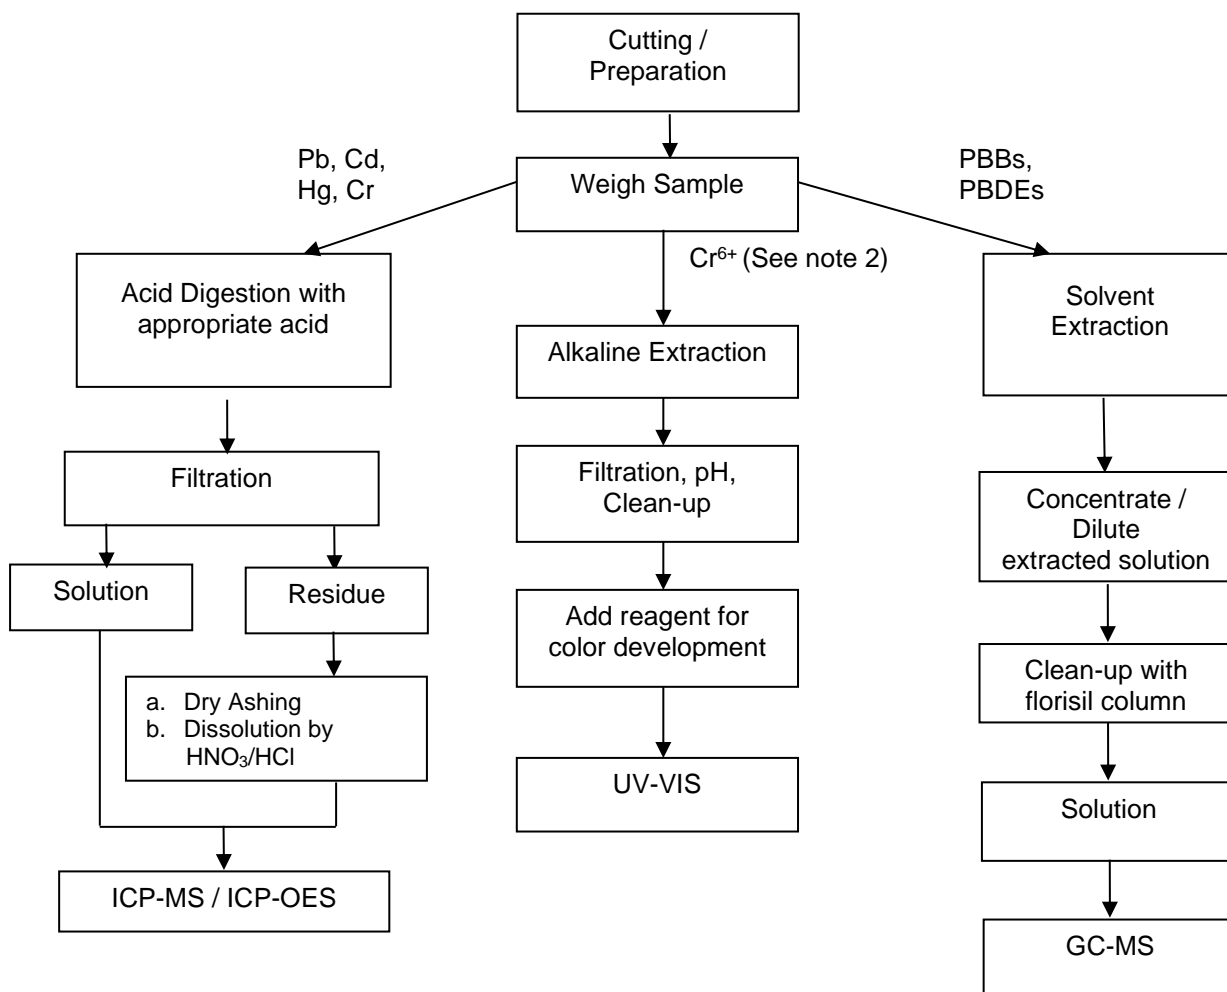 Cutting /
Preparation
Pb, Cd,
Hg, Cr
Weigh Sample
PBBs,
PBDEs
Cr⁶⁺ (See note 2)
Acid Digestion with
appropriate acid
Solvent
Extraction
Alkaline Extraction
Filtration
Filtration, pH,
Clean-up
Concentrate /
Dilute
extracted solution
Solution
Residue
Add reagent for
color development
a. Dry Ashing
b. Dissolution by
HNO₃/HCl
Clean-up with
florisil column
UV-VIS
Solution
ICP-MS / ICP-OES
GC-MS